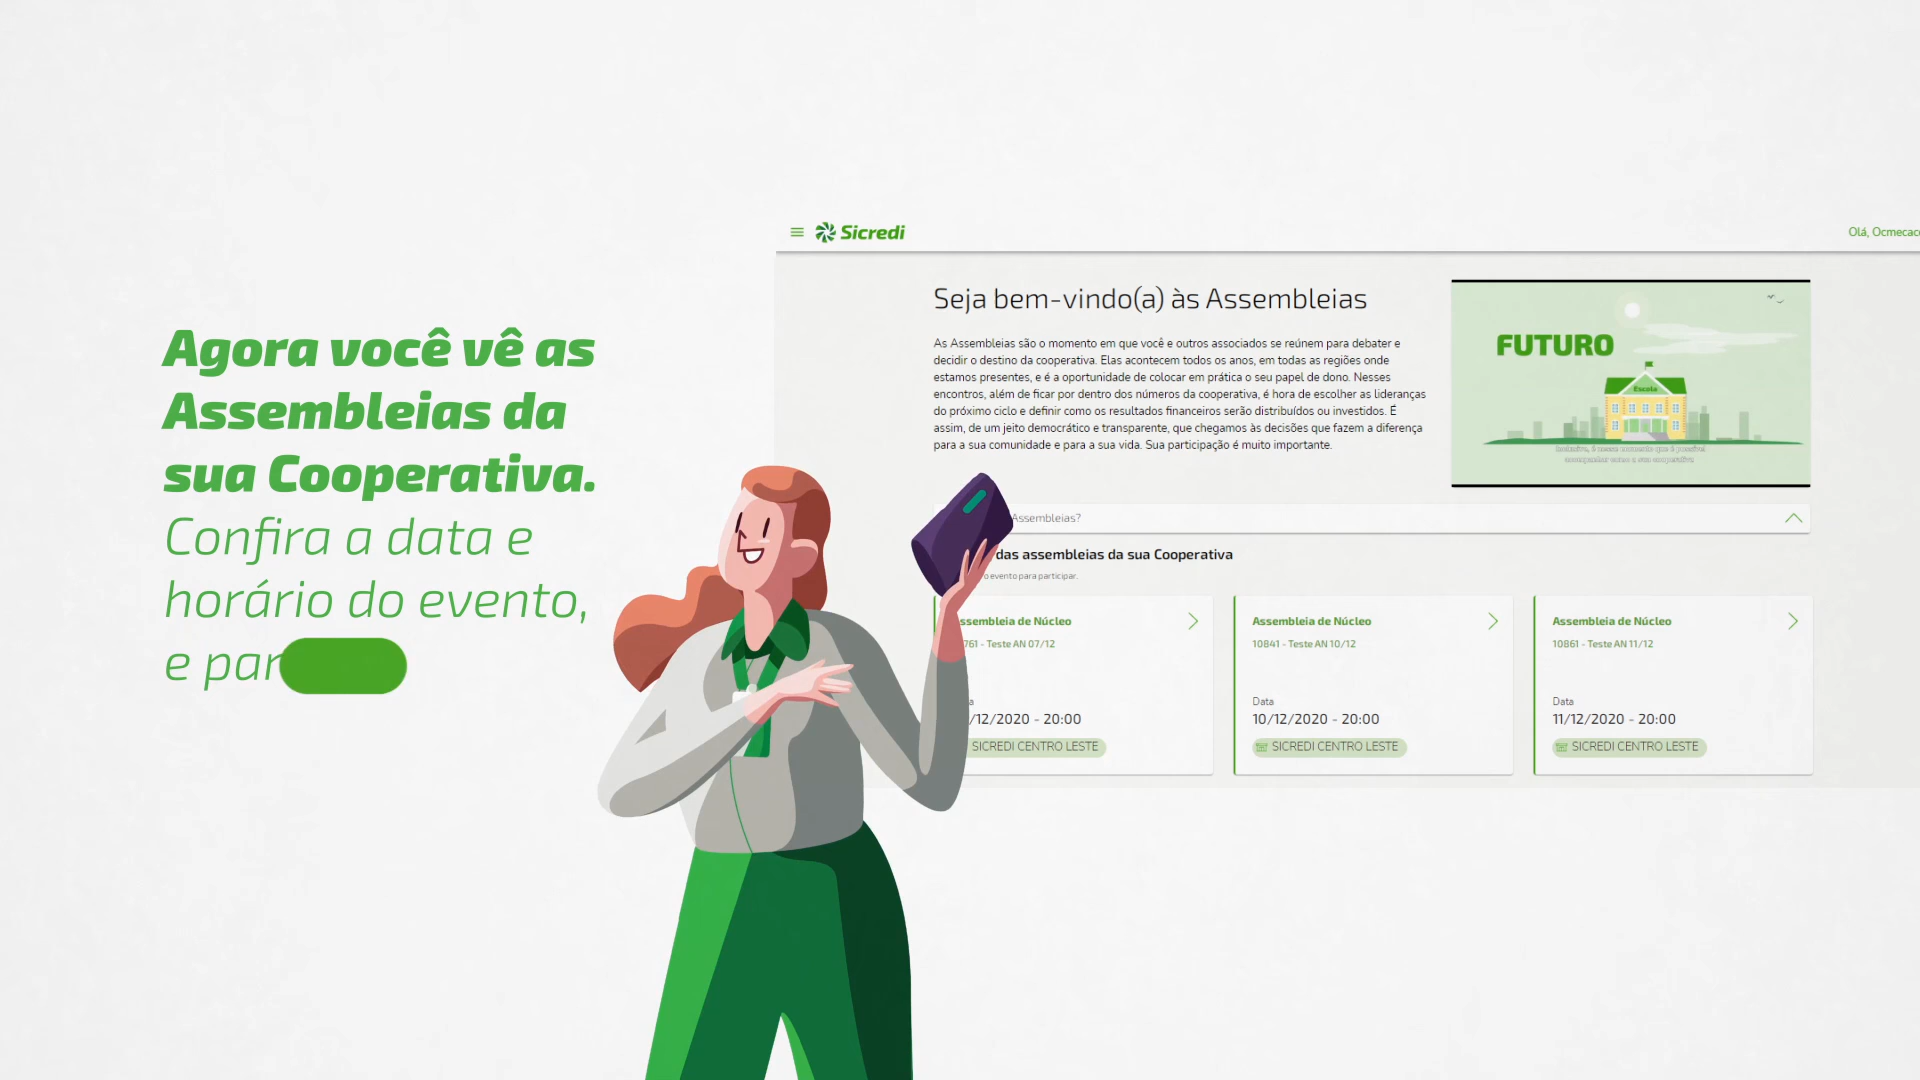 Agora você vê as
Assembleias da
sua Cooperativa.
Confira a data e
horário do evento,
e par
Sicredi
Olá, Ocmecac
Seja bem-vindo(a) às Assembleias
As Assembleias são o momento em que você e outros associados se reúnem para debater e
decidir o destino da cooperativa. Elas acontecem todos os anos, em todas as regiões onde
estamos presentes, e é a oportunidade de colocar em prática o seu papel de dono. Nesses
encontros, além de ficar por dentro dos números da cooperativa, é hora de escolher as lideranças
do próximo ciclo e definir como os resultados financeiros serão distribuídos ou investidos. É
assim, de um jeito democrático e transparente, que chegamos às decisões que fazem a diferença
para a sua comunidade e para a sua vida. Sua participação é muito importante.
FUTURO
Escola
Inclusive, é nesse momento que é possível
acompanhar como a sua cooperativa
Assembleias?
das assembleias da sua Cooperativa
o evento para participar.
ssembleia de Núcleo
761 - Teste AN 07/12
a
/12/2020 - 20:00
SICREDI CENTRO LESTE
Assembleia de Núcleo
10841 - Teste AN 10/12
Data
10/12/2020 - 20:00
SICREDI CENTRO LESTE
Assembleia de Núcleo
10861 - Teste AN 11/12
Data
11/12/2020 - 20:00
SICREDI CENTRO LESTE